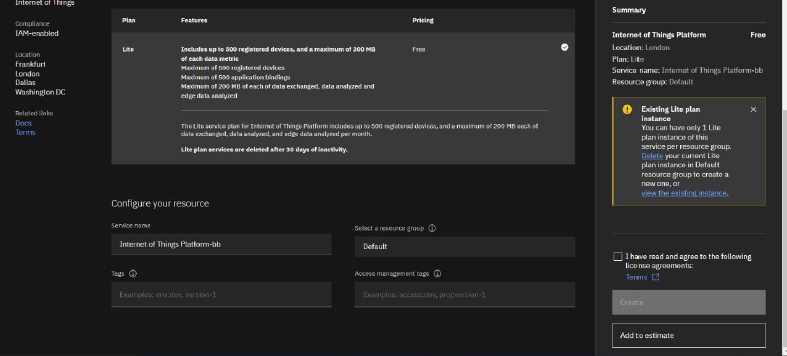 Internet of Things
Compliance
IAM-enabled
Location
Frankfurt
London
Dallas
Washington DC
Related links
Docs
Terms
Plan
Features
Pricing
Lite
Includes up to 500 registered devices, and a maximum of 200 MB
of each data metric
Maximum of 500 registered devices
Maximum of 500 application bindings
Maximum of 200 MB of each of data exchanged, data analyzed and
edge data analyzed
Free
The Lite service plan for Internet of Things Platform includes up to 500 registered devices, and a maximum of 200 MB each of
data exchanged, data analyzed, and edge data analyzed per month.
Lite plan services are deleted after 30 days of inactivity.
Configure your resource
Service name
Internet of Things Platform-bb
Select a resource group
Default
Tags
Examples: env:dev, version-1
Access management tags
Examples: access:dev, proj:version-1
Summary
Internet of Things Platform Free
Location: London
Plan: Lite
Service name: Internet of Things Platform-bb
Resource group: Default
Existing Lite plan
instance
You can have only 1 Lite
plan instance of this
service per resource group.
Delete your current Lite
plan instance in Default
resource group to create a
new one, or
view the existing instance.
I have read and agree to the following
license agreements:
Terms
Create
Add to estimate